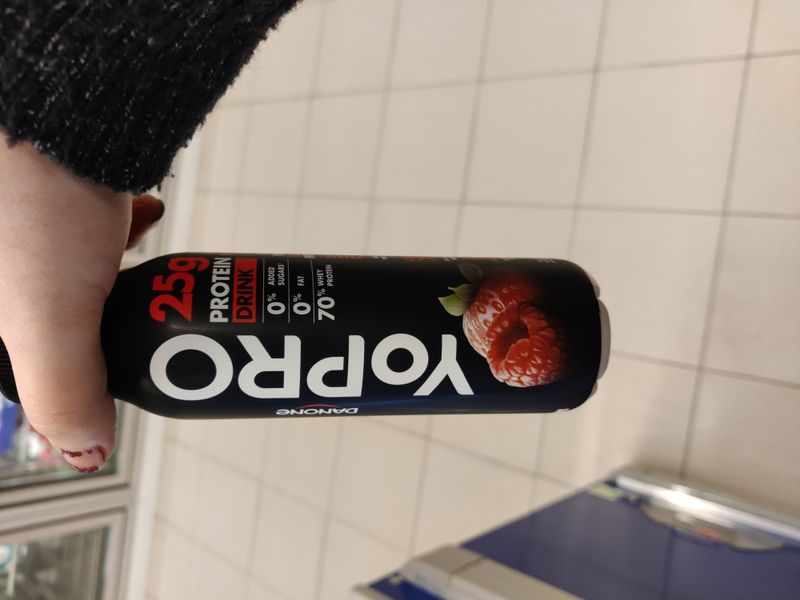 25g
PROTEIN
DRINK
0% ADDED
SUGARS
0% FAT
70% WHEY
PROTEIN
YoPRO
DANONE